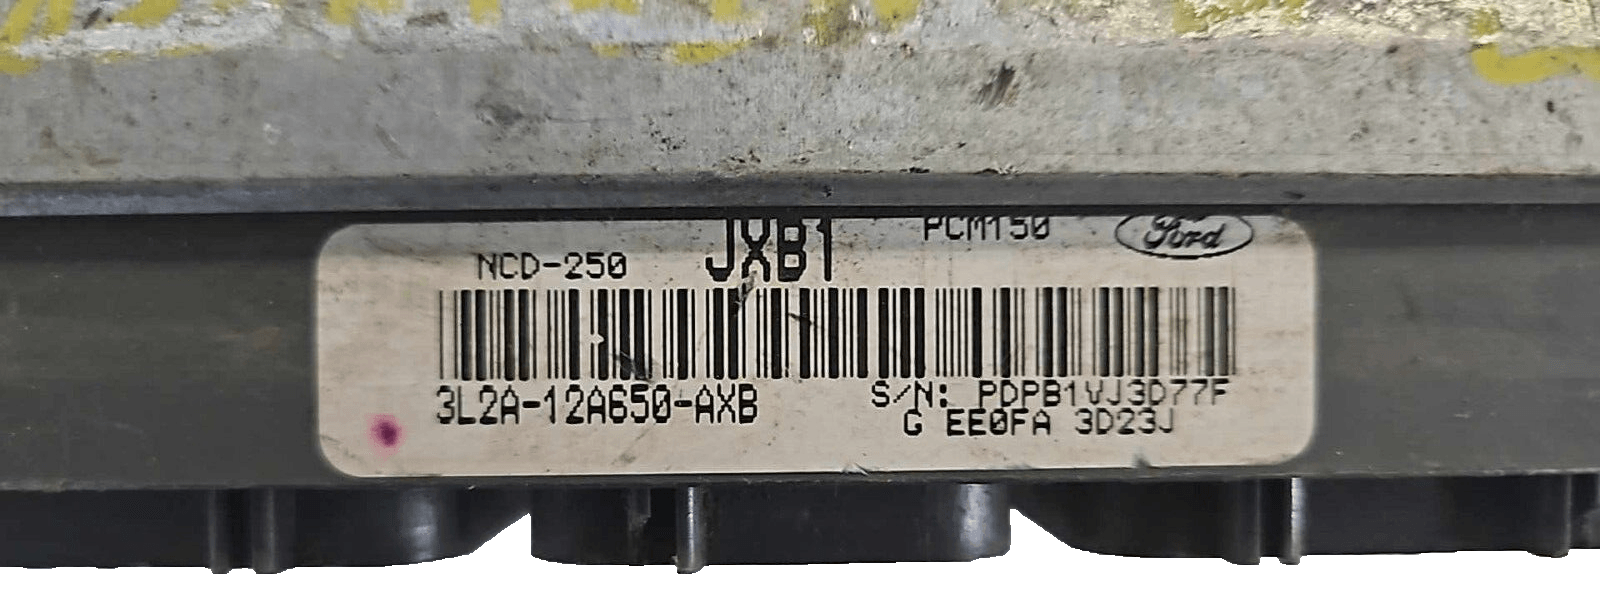 JXB1 PCM150 Ford
NCD-250
3L2A-12A650-AXB S/N: PDPB1VJ3D77F
G EE0FA 3D23J